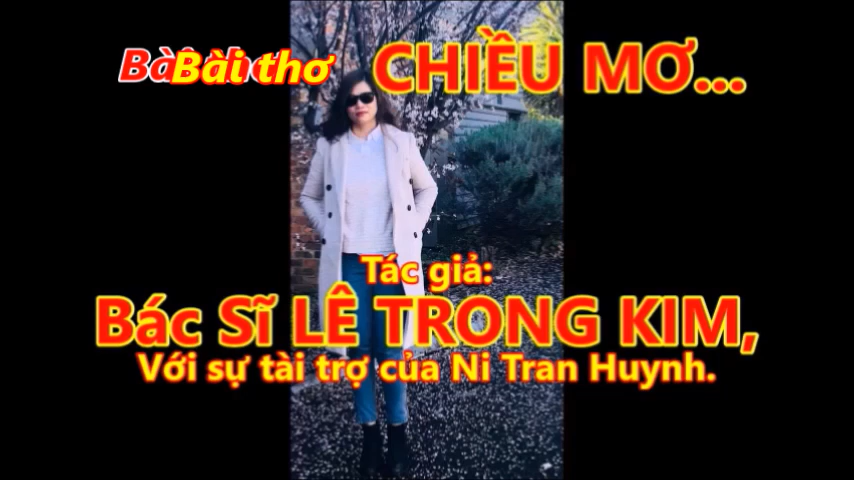 Bài thơ CHIỀU MƠ...
Tác giả:
Bác Sĩ LÊ TRONG KIM,
Với sự tài trợ của Ni Tran Huynh.